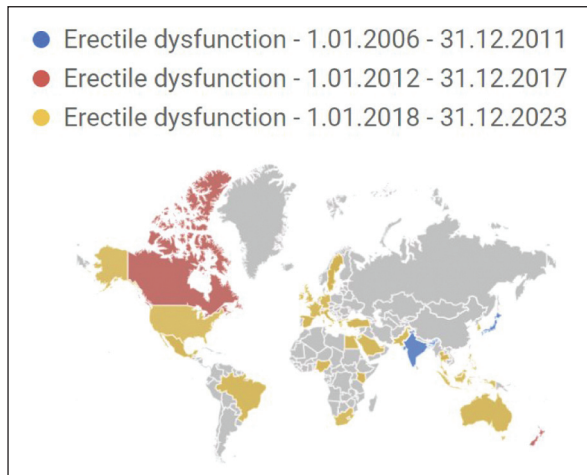 Erectile dysfunction - 1.01.2006 - 31.12.2011
Erectile dysfunction - 1.01.2012 - 31.12.2017
Erectile dysfunction - 1.01.2018 - 31.12.2023